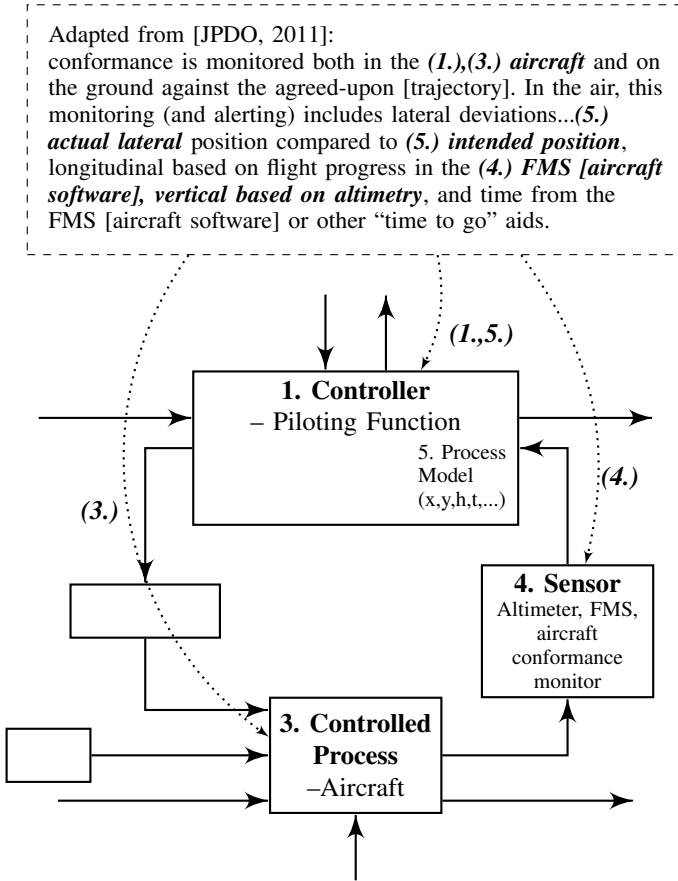 Adapted from [JPDO, 2011]:
conformance is monitored both in the (1.),(3.) aircraft and on
the ground against the agreed-upon [trajectory]. In the air, this
monitoring (and alerting) includes lateral deviations...(5.)
actual lateral position compared to (5.) intended position,
longitudinal based on flight progress in the (4.) FMS [aircraft
software], vertical based on altimetry, and time from the
FMS [aircraft software] or other “time to go” aids.
(1.,5.)
1. Controller
– Piloting Function
5. Process
Model
(x,y,h,t,...)
(4.)
(3.)
4. Sensor
Altimeter, FMS,
aircraft
conformance
monitor
3. Controlled
Process
–Aircraft